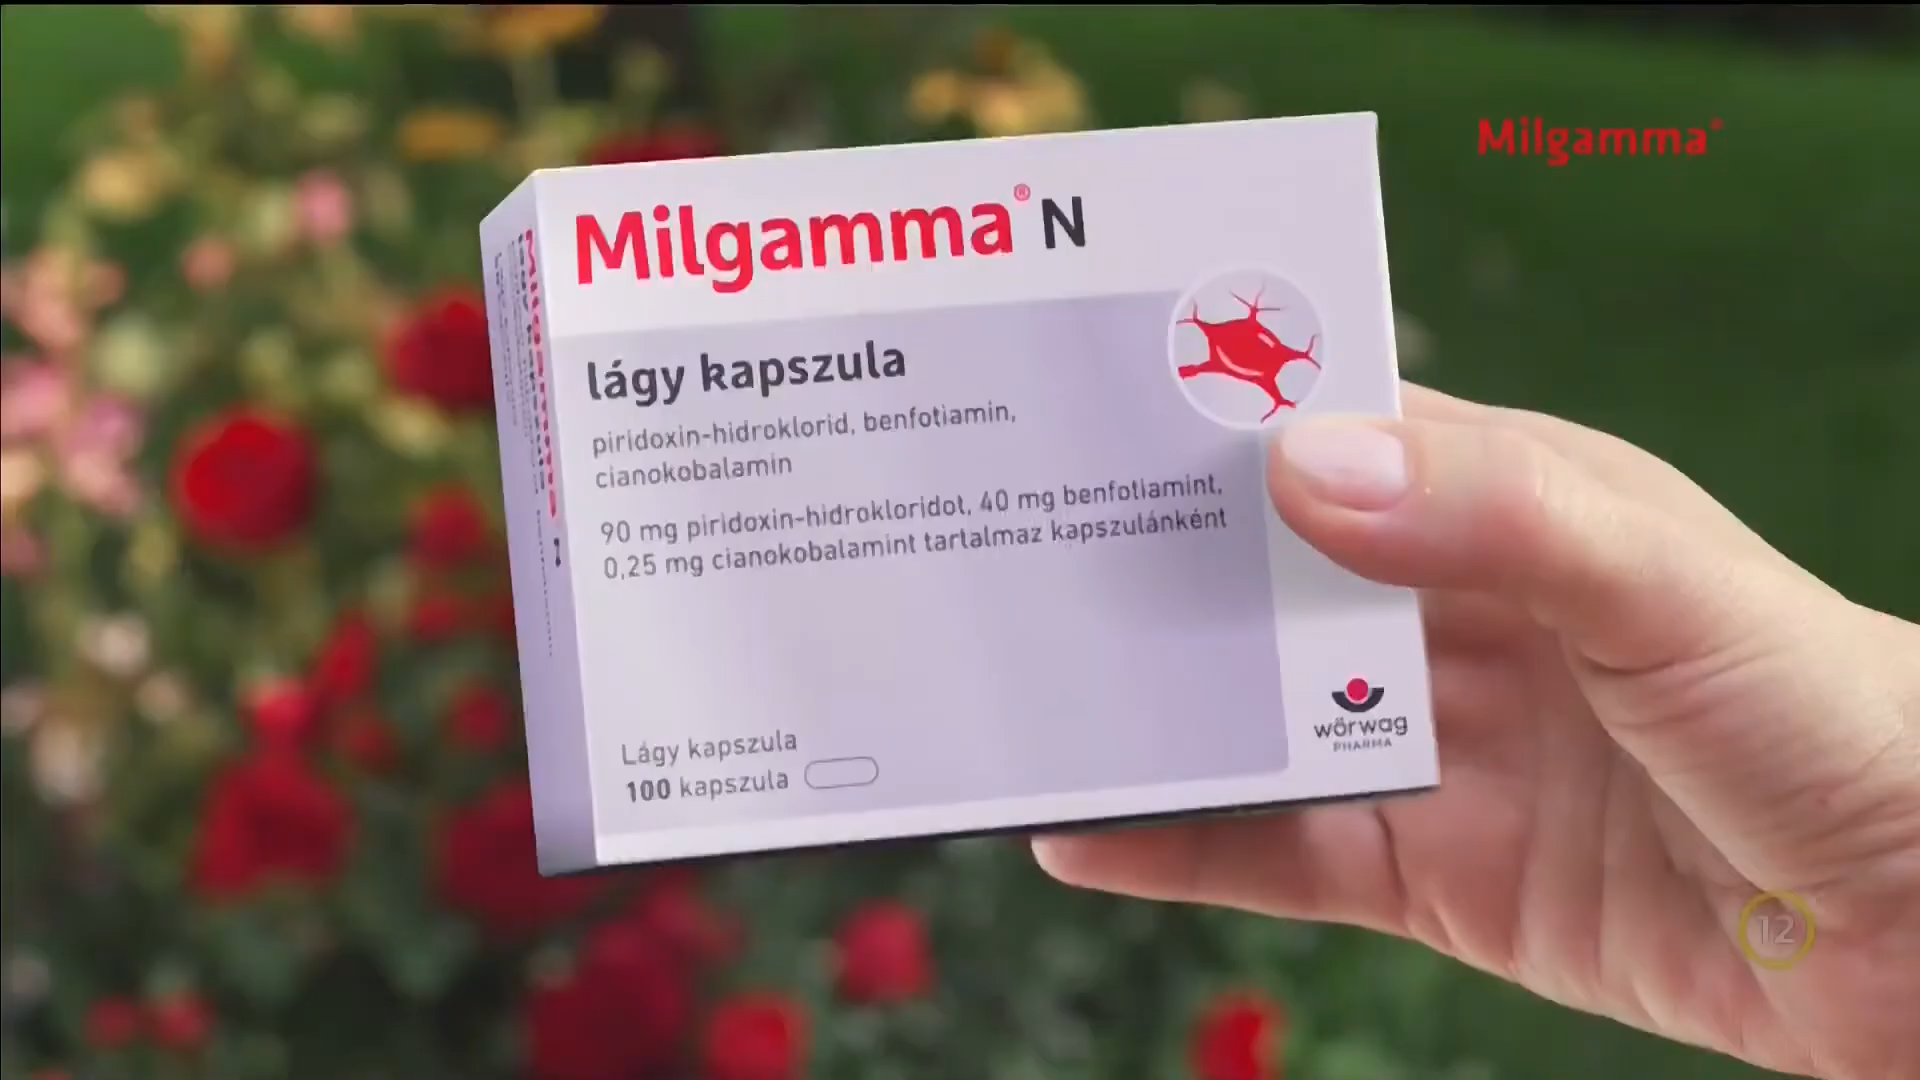 Milgamma®
Milgamma® N
lágy kapszula
piridoxin-hidroklorid, benfotiamin,
cianokobalamin
90 mg piridoxin-hidrokloridot, 40 mg benfotiamint,
0,25 mg cianokobalamint tartalmaz kapszulánként
Lágy kapszula
100 kapszula
wörwag
PHARMA
12